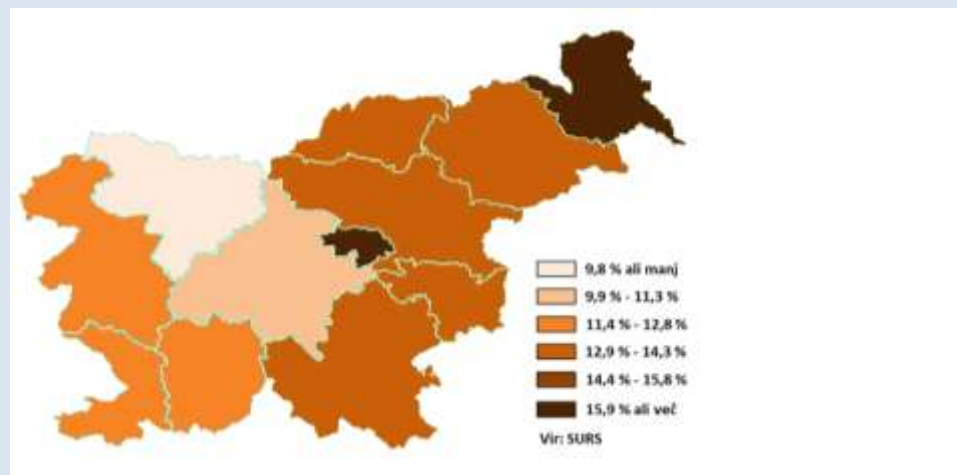 9,8 % ali manj
9,9 % - 11,3 %
11,4 % - 12,8 %
12,9 % - 14,3 %
14,4 % - 15,8 %
15,9 % ali več
Vir: SURS